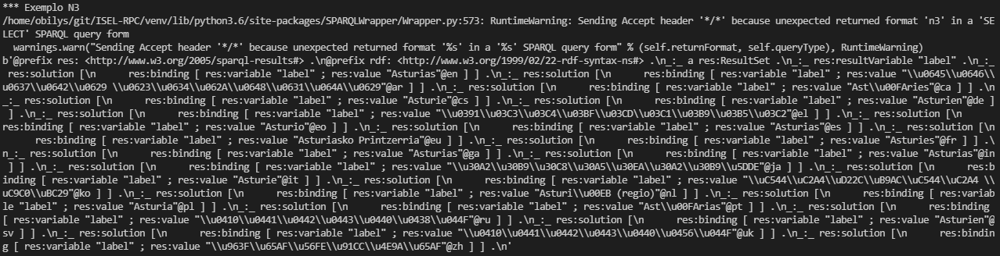 *** Exemplo N3
/home/obilys/git/ISEL-RPC/venv/lib/python3.6/site-packages/SPARQLWrapper/Wrapper.py:573: RuntimeWarning: Sending Accept header '*/*' because unexpected returned format 'n3' in a 'SE
LECT' SPARQL query form
  warnings.warn("Sending Accept header '*/*' because unexpected returned format '%s' in a '%s' SPARQL query form" % (self.returnFormat, self.queryType), RuntimeWarning)
b'@prefix res: <http://www.w3.org/2005/sparql-results#> .\n@prefix rdf: <http://www.w3.org/1999/02/22-rdf-syntax-ns#> .\n_:_ a res:ResultSet .\n_:_ res:resultVariable "label" .\n_:_
 res:solution [\n      res:binding [ res:variable "label" ; res:value "Asturias"@en ] ] .\n_:_ res:solution [\n      res:binding [ res:variable "label" ; res:value "\\u0645\\u0646\\
u0637\\u0642\\u0629 \\u0623\\u0634\\u062A\\u0648\\u0631\\u064A\\u0629"@ar ] ] .\n_:_ res:solution [\n      res:binding [ res:variable "label" ; res:value "Ast\\u00FAries"@ca ] ] .\n
_:_ res:solution [\n      res:binding [ res:variable "label" ; res:value "Asturie"@cs ] ] .\n_:_ res:solution [\n      res:binding [ res:variable "label" ; res:value "Asturien"@de ]
 ] .\n_:_ res:solution [\n      res:binding [ res:variable "label" ; res:value "\\u0391\\u03C3\\u03C4\\u03BF\\u03CD\\u03C1\\u03B9\\u03B5\\u03C2"@el ] ] .\n_:_ res:solution [\n
res:binding [ res:variable "label" ; res:value "Asturio"@eo ] ] .\n_:_ res:solution [\n      res:binding [ res:variable "label" ; res:value "Asturias"@es ] ] .\n_:_ res:solution [\n
      res:binding [ res:variable "label" ; res:value "Asturiasko Printzerria"@eu ] ] .\n_:_ res:solution [\n      res:binding [ res:variable "label" ; res:value "Asturies"@fr ] ] .\
n_:_ res:solution [\n      res:binding [ res:variable "label" ; res:value "Asturias"@ga ] ] .\n_:_ res:solution [\n      res:binding [ res:variable "label" ; res:value "Asturias"@in
 ] ] .\n_:_ res:solution [\n      res:binding [ res:variable "label" ; res:value "\\u30A2\\u30B9\\u30C8\\u30A5\\u30EA\\u30A2\\u30B9\\u5DDE"@ja ] ] .\n_:_ res:solution [\n      res:b
inding [ res:variable "label" ; res:value "Asturie"@it ] ] .\n_:_ res:solution [\n      res:binding [ res:variable "label" ; res:value "\\uC544\\uC2A4\\uD22C\\uB9AC\\uC544\\uC2A4 \\
uC9C0\\uBC29"@ko ] ] .\n_:_ res:solution [\n      res:binding [ res:variable "label" ; res:value "Asturi\\u00EB (regio)"@nl ] ] .\n_:_ res:solution [\n      res:binding [ res:variab
le "label" ; res:value "Asturia"@pl ] ] .\n_:_ res:solution [\n      res:binding [ res:variable "label" ; res:value "Ast\\u00FArias"@pt ] ] .\n_:_ res:solution [\n      res:binding
[ res:variable "label" ; res:value "\\u0410\\u0441\\u0442\\u0443\\u0440\\u0438\\u044F"@ru ] ] .\n_:_ res:solution [\n      res:binding [ res:variable "label" ; res:value "Asturien"@
sv ] ] .\n_:_ res:solution [\n      res:binding [ res:variable "label" ; res:value "\\u0410\\u0441\\u0442\\u0443\\u0440\\u0456\\u044F"@uk ] ] .\n_:_ res:solution [\n      res:bindin
g [ res:variable "label" ; res:value "\\u963F\\u65AF\\u56FE\\u91CC\\u4E9A\\u65AF"@zh ] ] .\n'